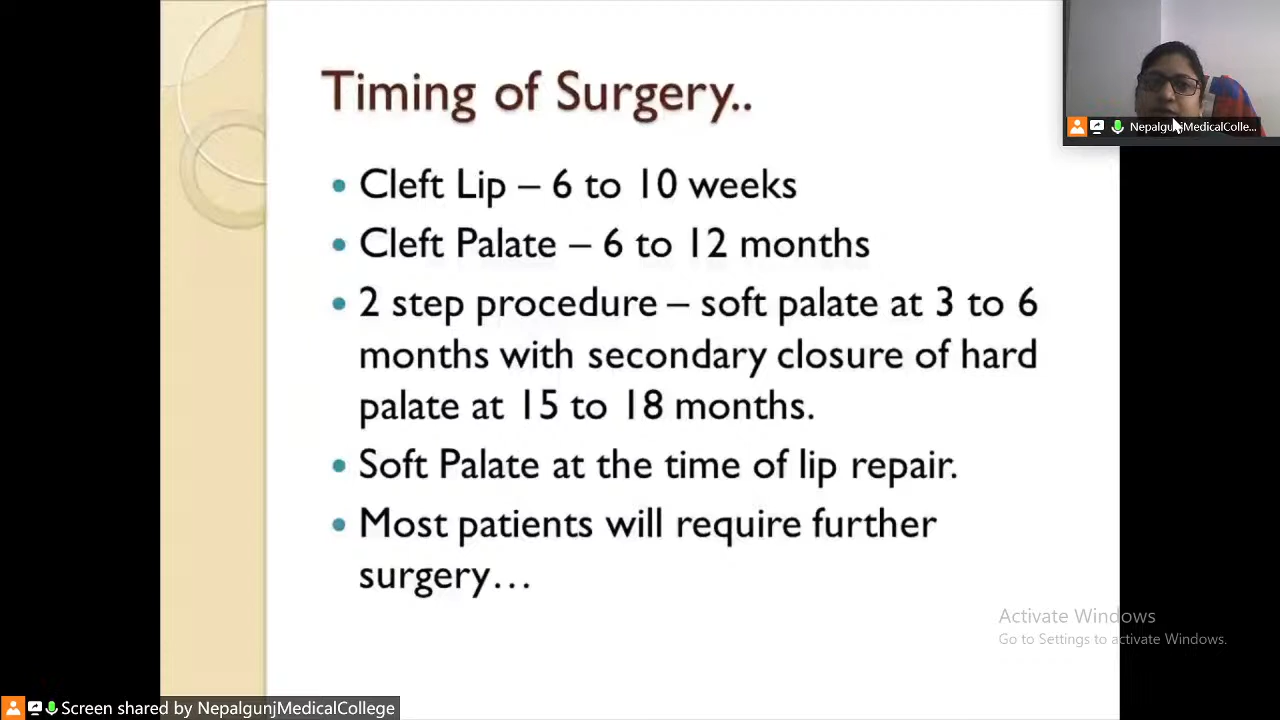 Timing of Surgery..
• Cleft Lip – 6 to 10 weeks
• Cleft Palate – 6 to 12 months
• 2 step procedure – soft palate at 3 to 6
months with secondary closure of hard
palate at 15 to 18 months.
• Soft Palate at the time of lip repair.
• Most patients will require further
surgery…
NepalgunjMedicalColle...
Activate Windows
Go to Settings to activate Windows.
Screen shared by NepalgunjMedicalCollege